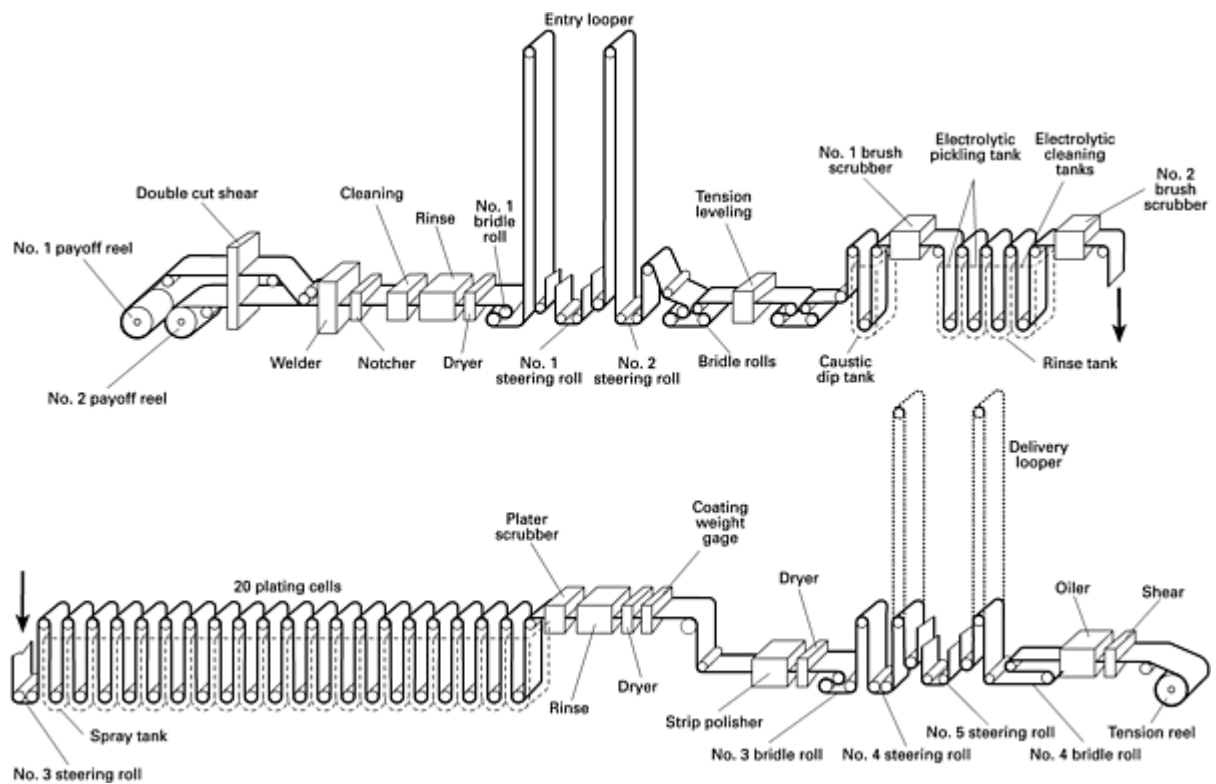 Entry looper
No. 1 brush
scrubber
Electrolytic
pickling tank
Electrolytic
cleaning
tanks
No. 2
brush
scrubber
Double cut shear
Cleaning
Rinse
No. 1
bridle
roll
Tension
leveling
No. 1 payoff reel
Welder
Notcher
Dryer
No. 1
steering roll
No. 2
steering roll
Bridle rolls
Caustic
dip tank
Rinse tank
No. 2 payoff reel
Delivery
looper
Plater
scrubber
Coating
weight
gage
20 plating cells
Dryer
Oiler
Shear
Spray tank
Rinse
Dryer
Strip polisher
No. 3 bridle roll
No. 4 steering roll
No. 5 steering roll
No. 4 bridle roll
Tension reel
No. 3 steering roll